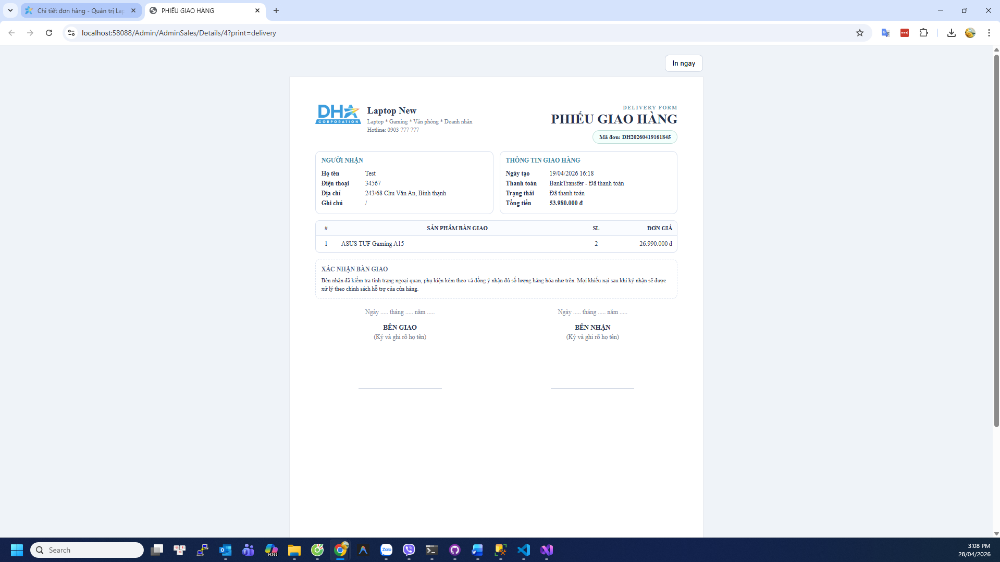 Chi tiết đơn hàng - Quản trị Lap
PHIẾU GIAO HÀNG
localhost:58088/Admin/AdminSales/Details/4?print=delivery
In ngay
DHA
CORPORATION
Laptop New
Laptop * Gaming * Văn phòng * Doanh nhân
Hotline: 0903 777 777
DELIVERY FORM
PHIẾU GIAO HÀNG
Mã đơn: DH20260419161845
NGƯỜI NHẬN
Họ tên Test
Điện thoại 34567
Địa chỉ 243/68 Chu Văn An, Bình thạnh
Ghi chú /
THÔNG TIN GIAO HÀNG
Ngày tạo 19/04/2026 16:18
Thanh toán BankTransfer - Đã thanh toán
Trạng thái Đã thanh toán
Tổng tiền 53.980.000 đ
# SẢN PHẨM BÀN GIAO SL ĐƠN GIÁ
1 ASUS TUF Gaming A15 2 26.990.000 đ
XÁC NHẬN BÀN GIAO
Bên nhận đã kiểm tra tình trạng ngoại quan, phụ kiện kèm theo và đồng ý nhận đủ số lượng hàng hóa như trên. Mọi khiếu nại sau khi ký nhận sẽ được
xử lý theo chính sách hỗ trợ của cửa hàng.
Ngày ..... tháng ..... năm .....
BÊN GIAO
(Ký và ghi rõ họ tên)
Ngày ..... tháng ..... năm .....
BÊN NHẬN
(Ký và ghi rõ họ tên)
Search
M365
Zalo
3:08 PM
28/04/2026